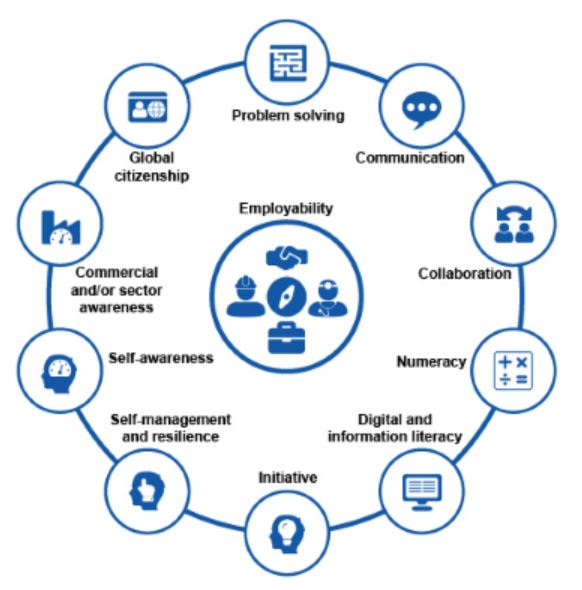 Problem solving
Communication
Collaboration
Numeracy
Digital and
information literacy
Initiative
Self-management
and resilience
Self-awareness
Commercial
and/or sector
awareness
Global
citizenship
Employability